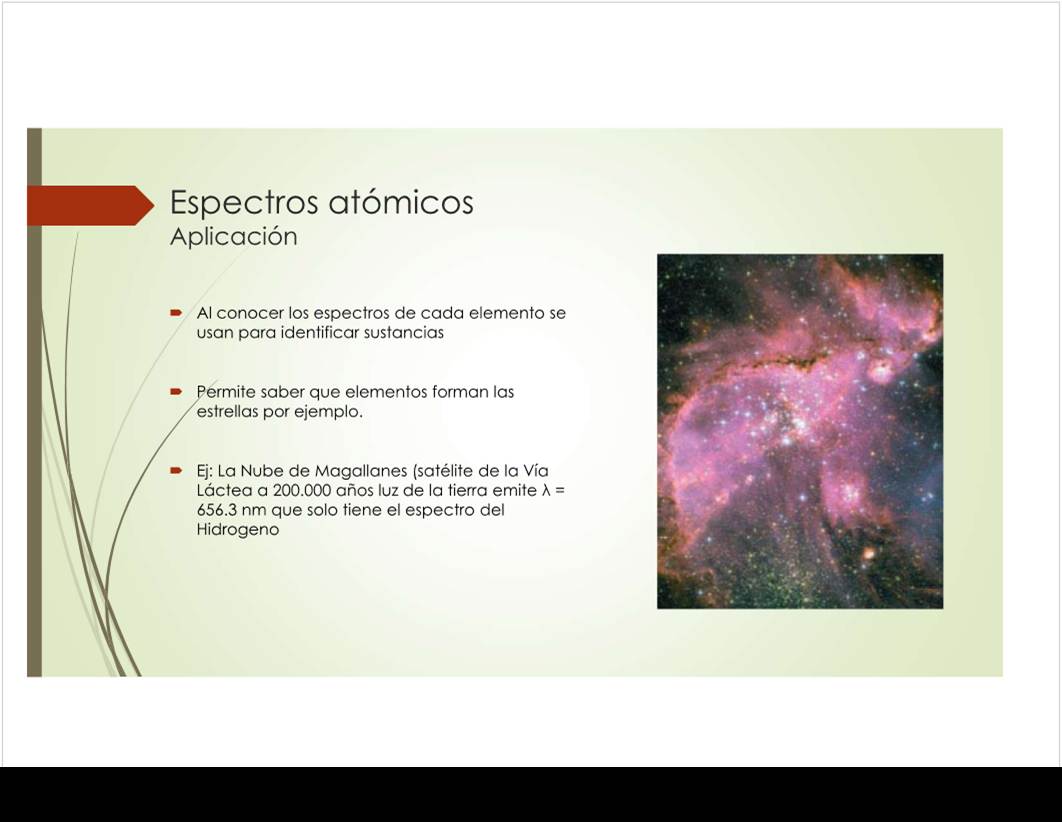 Espectros atómicos
Aplicación
Al conocer los espectros de cada elemento se
usan para identificar sustancias
Permite saber que elementos forman las
estrellas por ejemplo.
Ej: La Nube de Magallanes (satélite de la Vía
Láctea a 200.000 años luz de la tierra emite λ =
656.3 nm que solo tiene el espectro del
Hidrogeno